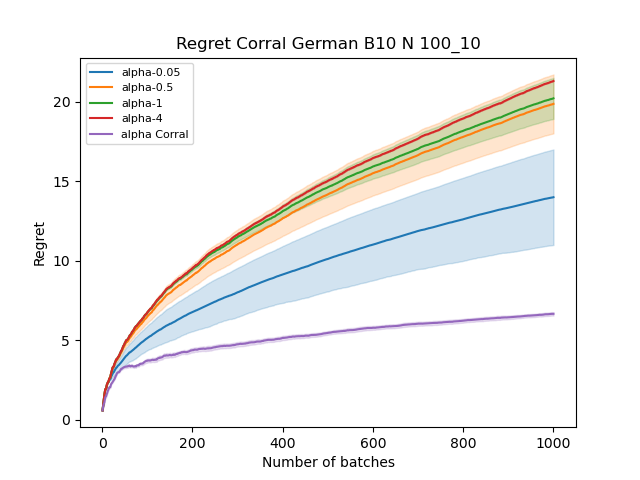 Regret Corral German B10 N 100_10
alpha-0.05
alpha-0.5
alpha-1
alpha-4
alpha Corral
Regret
20
15
10
5
0
0 200 400 600 800 1000
Number of batches